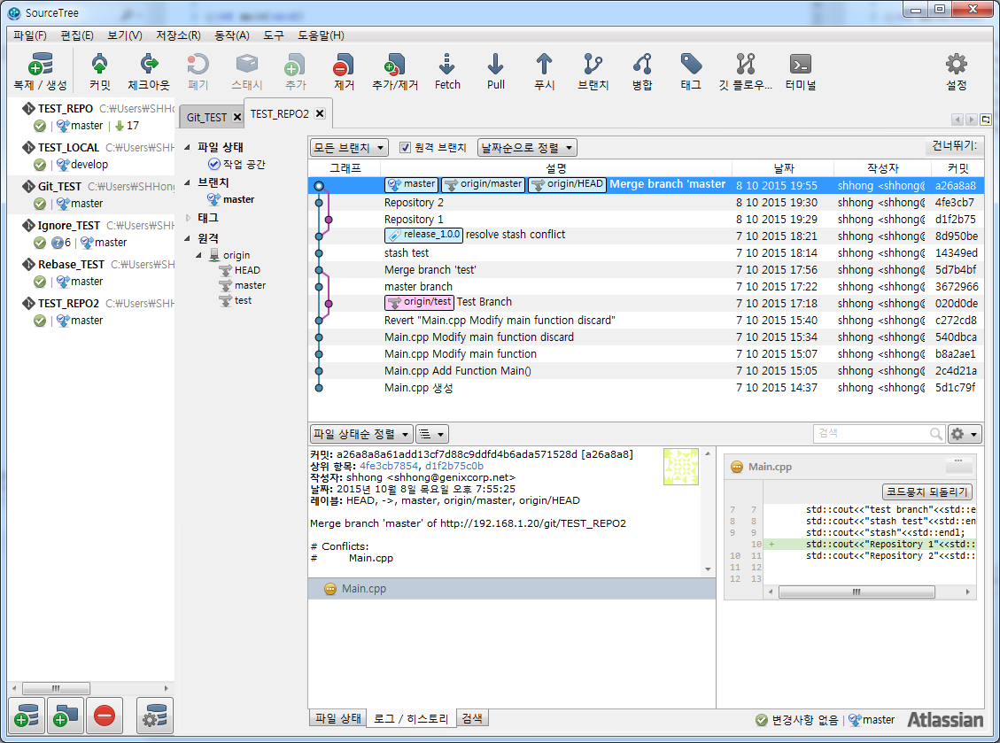 SourceTree
파일(F) 편집(E) 보기(V) 저장소(R) 동작(A) 도구 도움말(H)
복제 / 생성 커밋 체크아웃 폐기 스태시 추가 제거 추가/제거 Fetch Pull 푸시 브랜치 병합 태그 깃 플로우... 터미널 설정
TEST_REPO C:₩Users₩SHHo
master 17
TEST_LOCAL C:₩Users₩SHH
develop
Git_TEST C:₩Users₩SHHong
master
Ignore_TEST C:₩Users₩SHH
6 master
Rebase_TEST C:₩Users₩SH
master
TEST_REPO2 C:₩Users₩SHH
master
Git_TEST TEST_REPO2
파일 상태
작업 공간
브랜치
master
태그
원격
origin
HEAD
master
test
모든 브랜치 원격 브랜치 날짜순으로 정렬 건너뛰기:
그래프 설명 날짜 작성자 커밋
master origin/master origin/HEAD Merge branch 'master 8 10 2015 19:55 shhong <shhong@ a26a8a8
Repository 2 8 10 2015 19:30 shhong <shhong@ 4fe3cb7
Repository 1 8 10 2015 19:29 shhong <shhong@ d1f2b75
release_1.0.0 resolve stash conflict 7 10 2015 18:21 shhong <shhong@ 8d950be
stash test 7 10 2015 18:14 shhong <shhong@ 14349ed
Merge branch 'test' 7 10 2015 17:56 shhong <shhong@ 5d7b4bf
master branch 7 10 2015 17:22 shhong <shhong@ 3672966
origin/test Test Branch 7 10 2015 17:18 shhong <shhong@ 020d0de
Revert "Main.cpp Modify main function discard" 7 10 2015 15:40 shhong <shhong@ c272cd8
Main.cpp Modify main function discard 7 10 2015 15:34 shhong <shhong@ 540dbca
Main.cpp Modify main function 7 10 2015 15:07 shhong <shhong@ b8a2ae1
Main.cpp Add Function Main() 7 10 2015 15:05 shhong <shhong@ 2c4d21a
Main.cpp 생성 7 10 2015 14:37 shhong <shhong@ 5d1c79f
파일 상태순 정렬 검색
커밋: a26a8a8a61add13cf7d88c9ddfd4b6ada571528d [a26a8a8]
상위 항목: 4fe3cb7854, d1f2b75c0b
작성자: shhong <shhong@genixcorp.net>
날짜: 2015년 10월 8일 목요일 오후 7:55:25
레이블: HEAD, ->, master, origin/master, origin/HEAD
Merge branch 'master' of http://192.168.1.20/git/TEST_REPO2
# Conflicts:
# Main.cpp
Main.cpp
Main.cpp
코드뭉치 되돌리기
7 7 std::cout<<"test branch"<<std::e
8 8 std::cout<<"stash test"<<std::en
9 9 std::cout<<"stash"<<std::endl;
10 + std::cout<<"Repository 1"<<std::
10 11 std::cout<<"Repository 2"<<std::
11 12
12 13
파일 상태 로그 / 히스토리 검색
변경사항 없음 master Atlassian